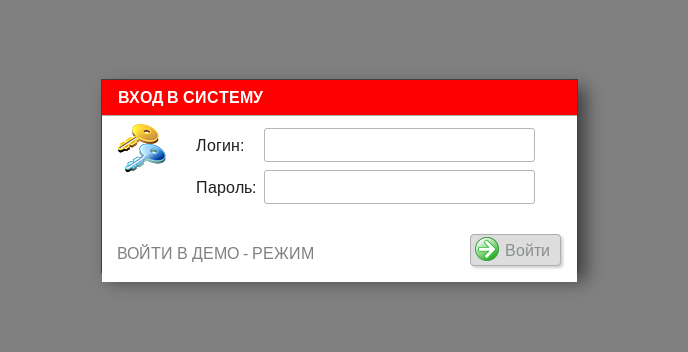 ВХОД В СИСТЕМУ
Логин:
Пароль:
ВОЙТИ В ДЕМО - РЕЖИМ
Войти